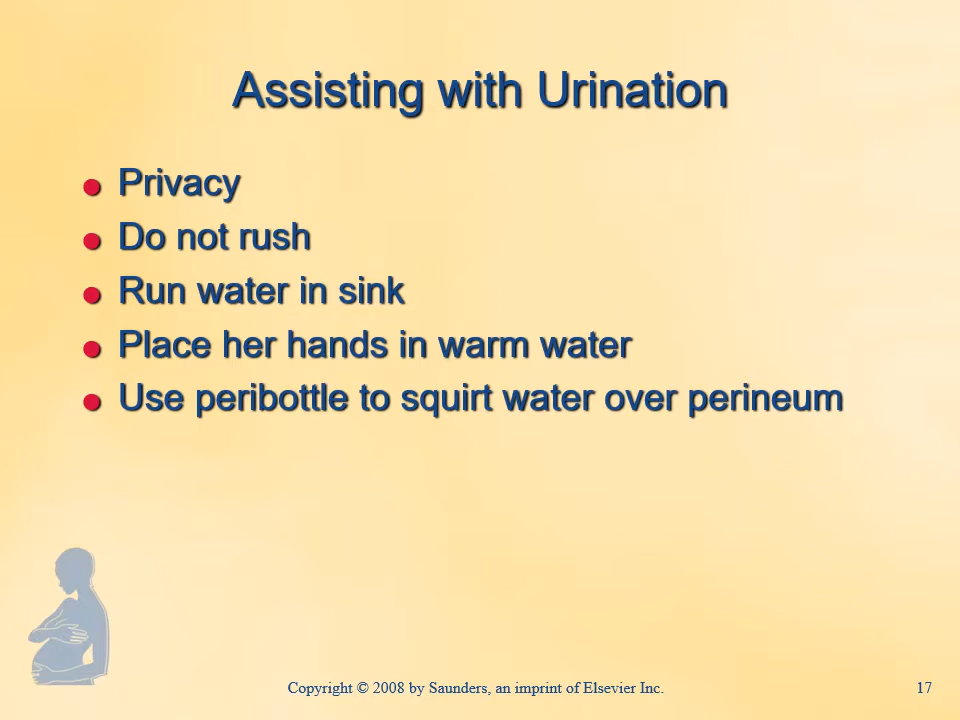 Assisting with Urination
Privacy
Do not rush
Run water in sink
Place her hands in warm water
Use peribottle to squirt water over perineum
Copyright © 2008 by Saunders, an imprint of Elsevier Inc.
17